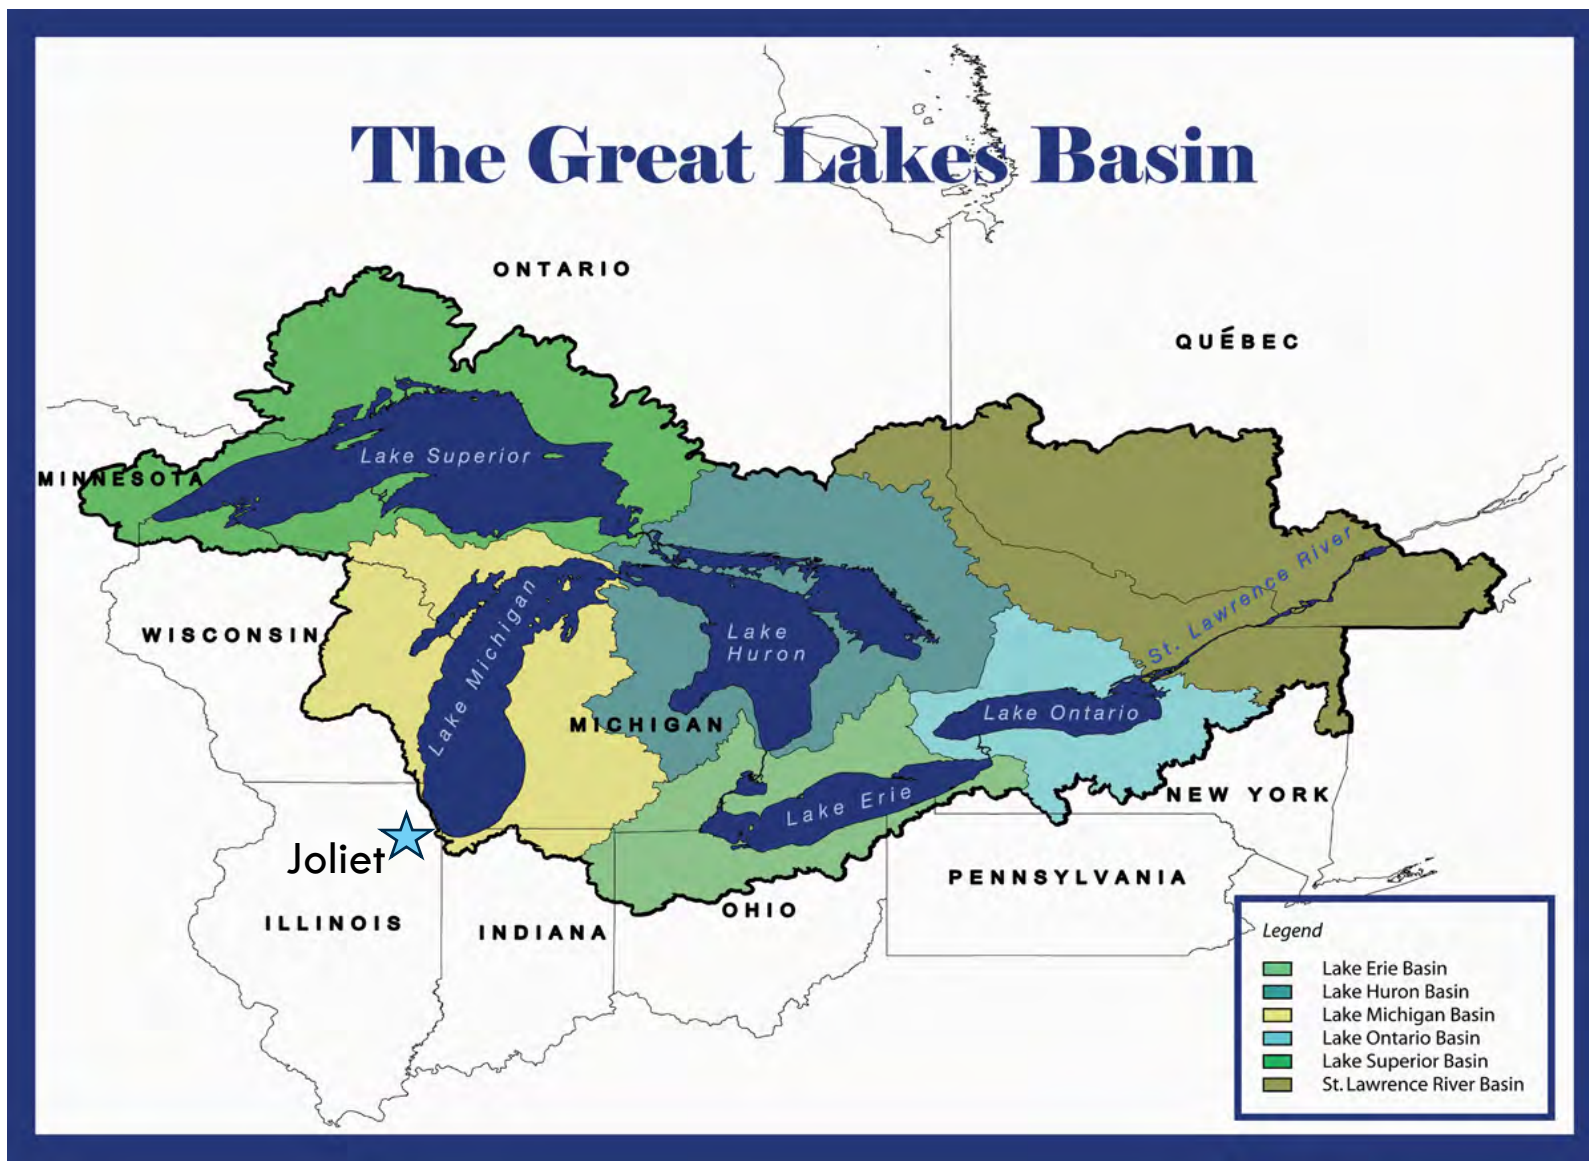 The Great Lakes Basin
ONTARIO
QUÉBEC
Lake Superior
MINNESOTA
St. Lawrence River
WISCONSIN
Lake Michigan
Lake
Huron
MICHIGAN
Lake Ontario
Lake Erie
NEW YORK
Joliet
PENNSYLVANIA
ILLINOIS
INDIANA
OHIO
Legend
Lake Erie Basin
Lake Huron Basin
Lake Michigan Basin
Lake Ontario Basin
Lake Superior Basin
St. Lawrence River Basin